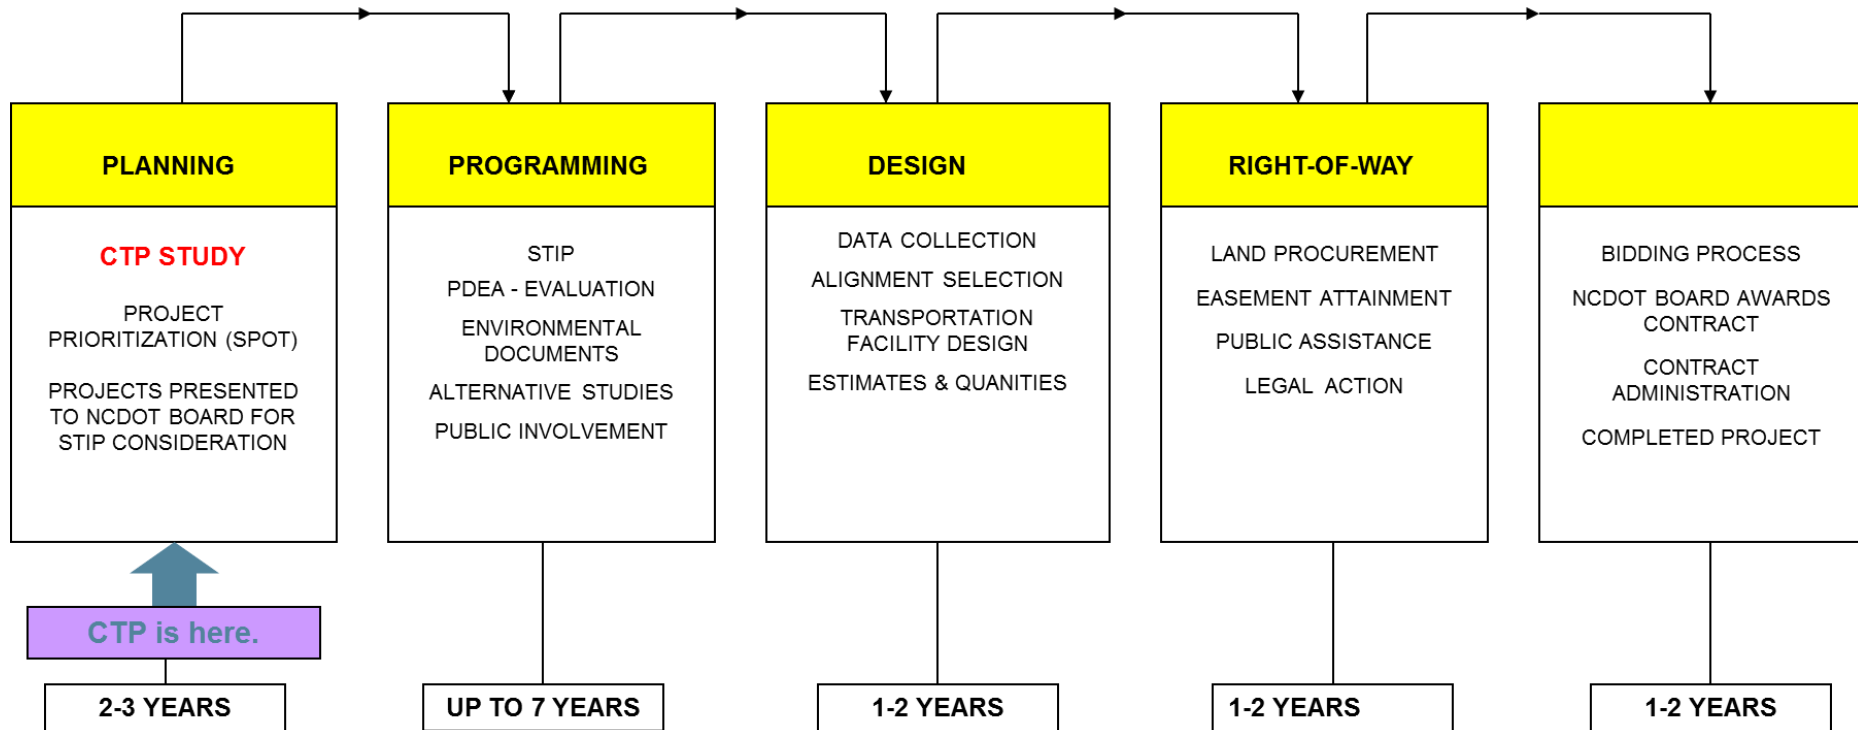 PLANNING
CTP STUDY
PROJECT
PRIORITIZATION (SPOT)
PROJECTS PRESENTED
TO NCDOT BOARD FOR
STIP CONSIDERATION
CTP is here.
2-3 YEARS
PROGRAMMING
STIP
PDEA - EVALUATION
ENVIRONMENTAL
DOCUMENTS
ALTERNATIVE STUDIES
PUBLIC INVOLVEMENT
UP TO 7 YEARS
DESIGN
DATA COLLECTION
ALIGNMENT SELECTION
TRANSPORTATION
FACILITY DESIGN
ESTIMATES & QUANITIES
1-2 YEARS
RIGHT-OF-WAY
LAND PROCUREMENT
EASEMENT ATTAINMENT
PUBLIC ASSISTANCE
LEGAL ACTION
1-2 YEARS
BIDDING PROCESS
NCDOT BOARD AWARDS
CONTRACT
CONTRACT
ADMINISTRATION
COMPLETED PROJECT
1-2 YEARS